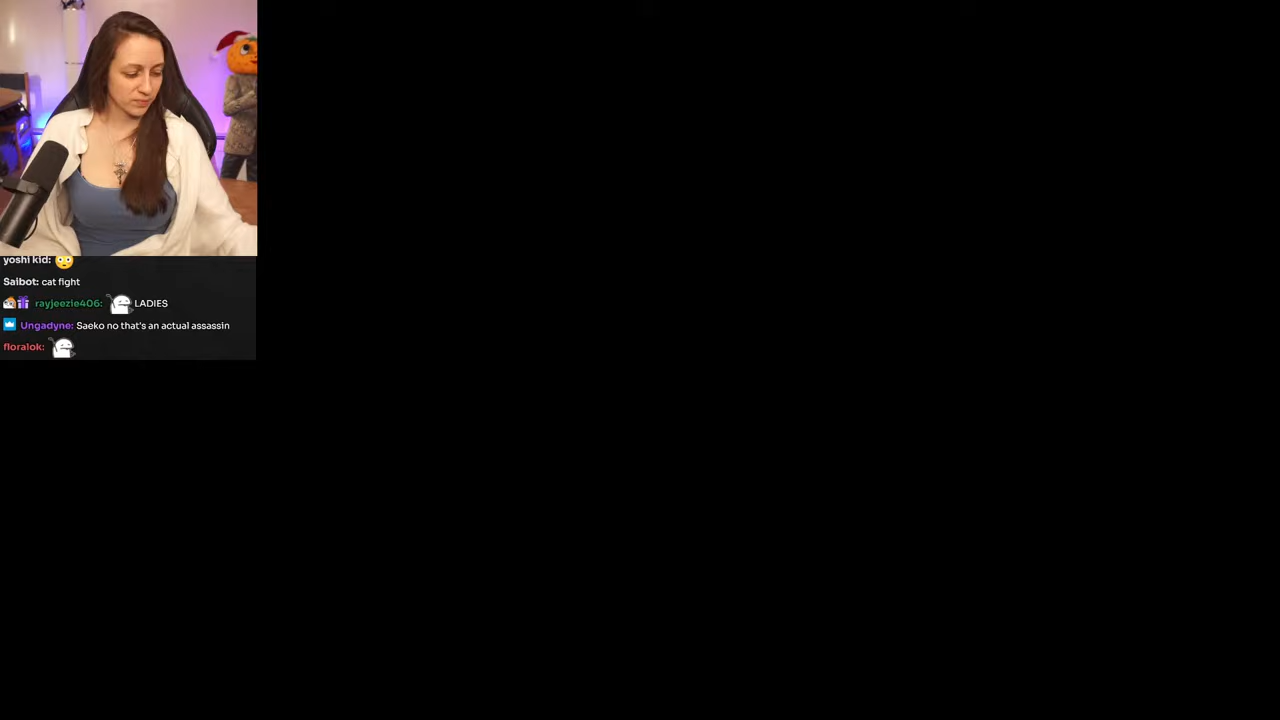 yoshi kid:
Saibot: cat fight
rayjeezie406: LADIES
Ungadyne: Saeko no that's an actual assassin
floralok: